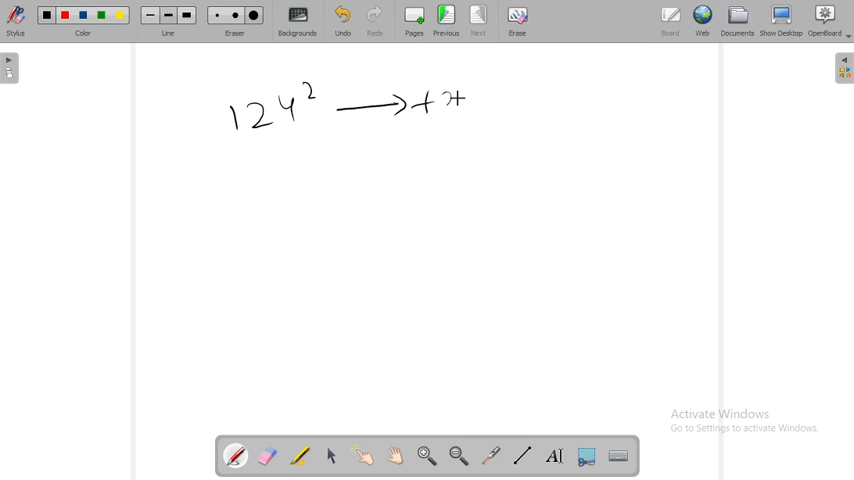 Stylus Color Line Eraser Backgrounds Undo Redo Pages Previous Next Erase Board Web Documents Show Desktop OpenBoard
124² ⟶ +
Activate Windows
Go to Settings to activate Windows.